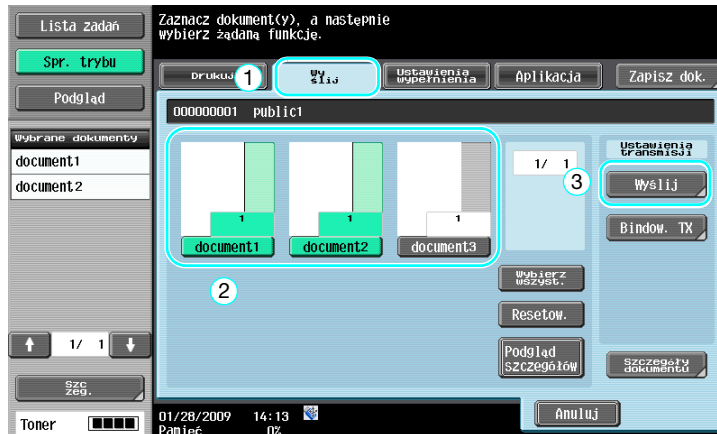 Lista zadań
Spr. trybu
Podgląd
Wybrane dokumenty
document1
document2
1/ 1
Szc
zeg.
Toner
Zaznacz dokument(y), a następnie
wybierz żądaną funkcję.
Drukuj
1
Wy
ślij
Ustawienia
wypełnienia
Aplikacja
Zapisz dok.
000000001 public1
1
document1
1
document2
1
document3
2
1/ 1
3
Wybierz
wszyst.
Resetow.
Podgląd
szczegółów
Ustawienia
transmisji
Wyślij
Bindow. TX
Szczegóły
dokumentu
Anuluj
01/28/2009 14:13
Pamięć 0%